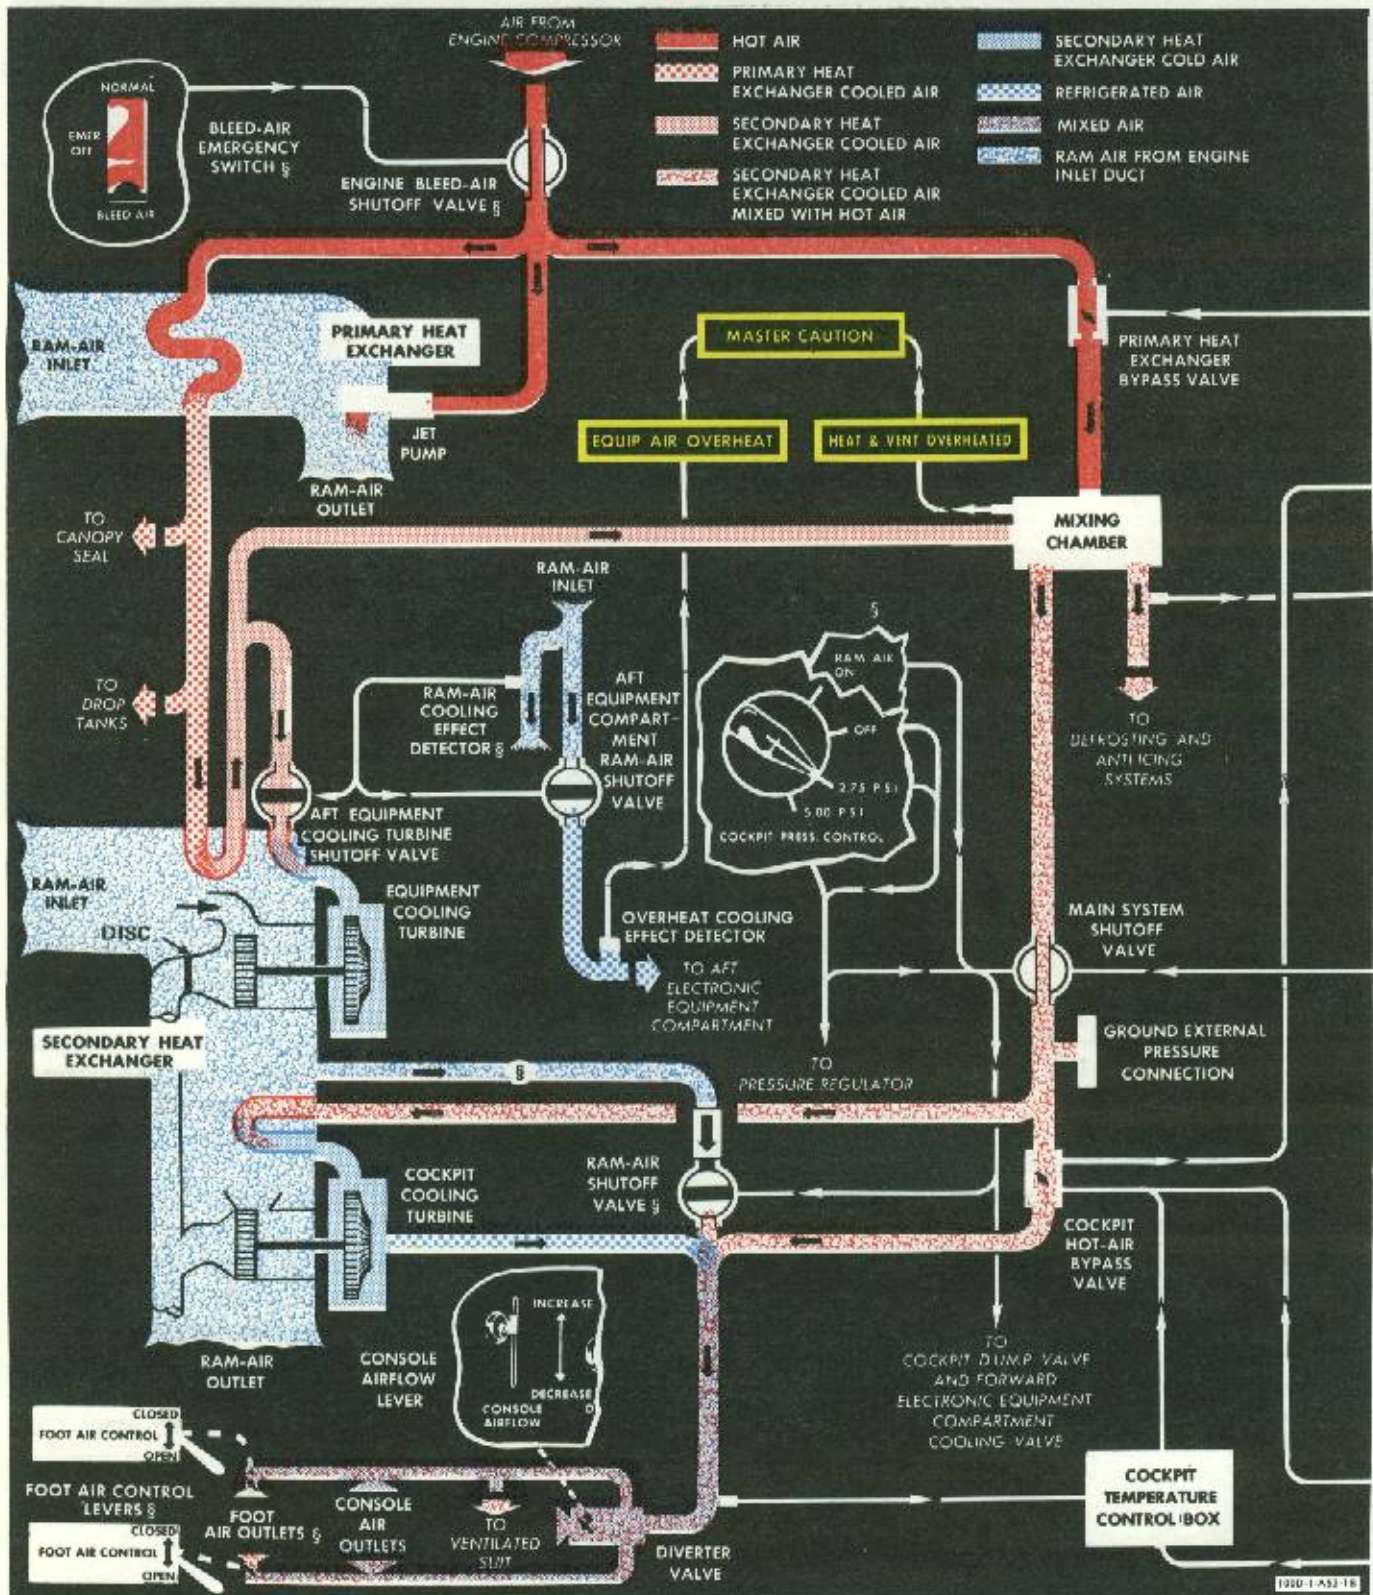 AIR FROM
ENGINE COMPRESSOR
HOT AIR
PRIMARY HEAT
EXCHANGER COOLED AIR
SECONDARY HEAT
EXCHANGER COOLED AIR
SECONDARY HEAT
EXCHANGER COOLED AIR
MIXED WITH HOT AIR
SECONDARY HEAT
EXCHANGER COLD AIR
REFRIGERATED AIR
MIXED AIR
RAM AIR FROM ENGINE
INLET DUCT
NORMAL
EMER
OFF
BLEED AIR
BLEED-AIR
EMERGENCY
SWITCH §
ENGINE BLEED-AIR
SHUTOFF VALVE §
RAM-AIR
INLET
PRIMARY HEAT
EXCHANGER
JET
PUMP
RAM-AIR
OUTLET
MASTER CAUTION
EQUIP AIR OVERHEAT
HEAT & VENT OVERHEATED
PRIMARY HEAT
EXCHANGER
BYPASS VALVE
MIXING
CHAMBER
TO
CANOPY
SEAL
TO
DROP
TANKS
RAM-AIR
INLET
RAM-AIR
COOLING
EFFECT
DETECTOR §
AFT
EQUIPMENT
COMPART-
MENT
RAM-AIR
SHUTOFF
VALVE
§
RAM AIR
ON
OFF
2.75 P.S.I
5.00 P S I
COCKPIT PRESS. CONTROL
TO
DEFROSTING AND
ANTI-ICING
SYSTEMS
AFT EQUIPMENT
COOLING TURBINE
SHUTOFF VALVE
RAM-AIR
INLET
DISC
EQUIPMENT
COOLING
TURBINE
OVERHEAT COOLING
EFFECT DETECTOR
TO AFT
ELECTRONIC
EQUIPMENT
COMPARTMENT
MAIN SYSTEM
SHUTOFF
VALVE
SECONDARY HEAT
EXCHANGER
§
TO
PRESSURE REGULATOR
GROUND EXTERNAL
PRESSURE
CONNECTION
COCKPIT
COOLING
TURBINE
RAM-AIR
SHUTOFF
VALVE §
COCKPIT
HOT-AIR
BYPASS
VALVE
RAM-AIR
OUTLET
CONSOLE
AIRFLOW
LEVER
INCREASE
DECREASE
CONSOLE
AIRFLOW
TO
COCKPIT DUMP VALVE
AND FORWARD
ELECTRONIC EQUIPMENT
COMPARTMENT
COOLING VALVE
CLOSED
FOOT AIR CONTROL
OPEN
FOOT AIR CONTROL
LEVERS §
CLOSED
FOOT AIR CONTROL
OPEN
FOOT
AIR OUTLETS §
CONSOLE
AIR
OUTLETS
TO
VENTILATED
SUIT
DIVERTER
VALVE
COCKPIT
TEMPERATURE
CONTROL BOX